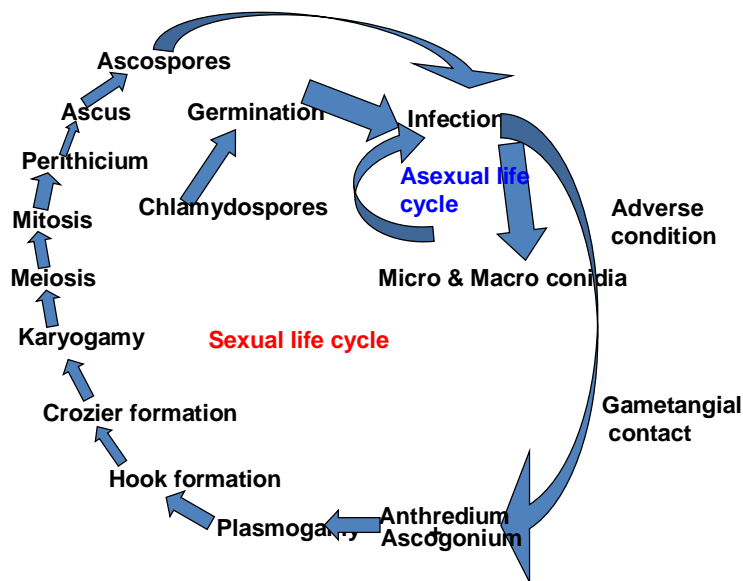 Ascospores
Ascus
Germination
Infection
Perithicium
Asexual life
cycle
Chlamydospores
Mitosis
Adverse
condition
Meiosis
Micro & Macro conidia
Karyogamy
Sexual life cycle
Crozier formation
Gametangial
contact
Hook formation
Plasmogamy
Anthredium
+
Ascogonium